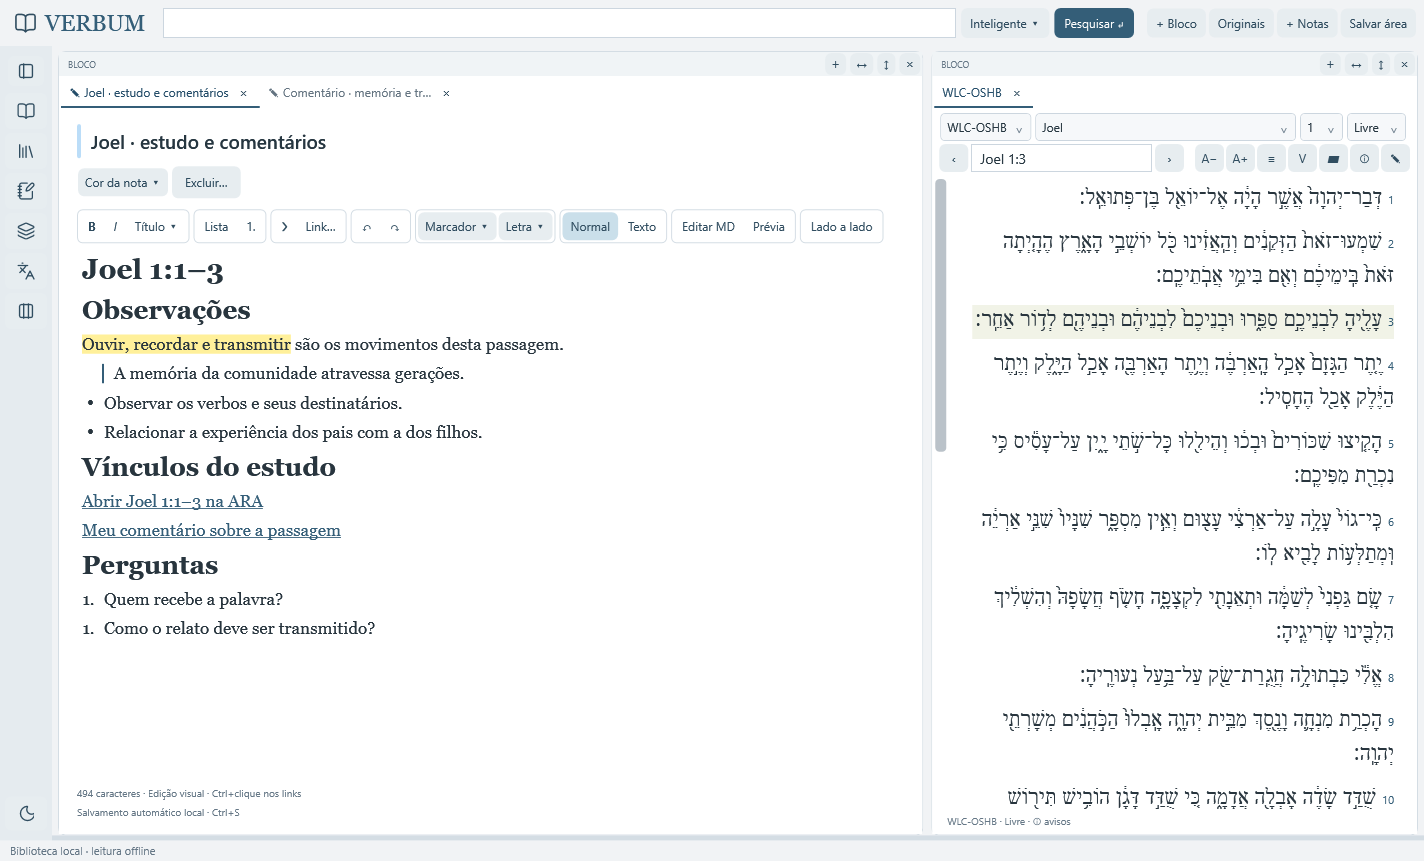 VERBUM
Inteligente
Pesquisar
+ Bloco
Originais
+ Notas
Salvar área
BLOCO
Joel · estudo e comentários
Comentário · memória e tr...
Joel · estudo e comentários
Cor da nota
Excluir...
B I Título
Lista 1.
Link...
Marcador
Letra
Normal
Texto
Editar MD
Prévia
Lado a lado
Joel 1:1–3
Observações
Ouvir, recordar e transmitir são os movimentos desta passagem.
A memória da comunidade atravessa gerações.
• Observar os verbos e seus destinatários.
• Relacionar a experiência dos pais com a dos filhos.
Vínculos do estudo
Abrir Joel 1:1–3 na ARA
Meu comentário sobre a passagem
Perguntas
1. Quem recebe a palavra?
1. Como o relato deve ser transmitido?
494 caracteres · Edição visual · Ctrl+clique nos links
Salvamento automático local · Ctrl+S
BLOCO
WLC-OSHB
WLC-OSHB
Joel
1
Livre
Joel 1:3
A−
A+
≡
V
1 דְּבַר־יְהוָה֙ אֲשֶׁ֣ר הָיָ֔ה אֶל־יוֹאֵ֖ל בֶּן־פְּתוּאֵֽל׃
2 שִׁמְעוּ־זֹאת֙ הַזְּקֵנִ֔ים וְהַֽאֲזִ֔ינוּ כֹּ֖ל יוֹשְׁבֵ֣י הָאָ֑רֶץ הֶהָ֤יְתָה
זֹּאת֙ בִּֽימֵיכֶ֔ם וְאִ֖ם בִּימֵ֥י אֲבֹֽתֵיכֶֽם׃
3 עָלֶ֖יהָ לִבְנֵיכֶ֣ם סַפֵּ֑רוּ וּבְנֵיכֶם֙ לִבְנֵיהֶ֔ם וּבְנֵיהֶ֖ם לְד֥וֹר אַחֵֽר׃
4 יֶ֤תֶר הַגָּזָם֙ אָכַ֣ל הָֽאַרְבֶּ֔ה וְיֶ֥תֶר הָאַרְבֶּ֖ה אָכַ֣ל הַיָּ֑לֶק וְיֶ֣תֶר
הַיֶּ֔לֶק אָכַ֖ל הֶחָסִֽיל׃
5 הָקִ֤יצוּ שִׁכּוֹרִים֙ וּבְכ֔וּ וְהֵילִ֖לוּ כָּל־שֹׁ֣תֵי יָ֑יִן עַל־עָסִ֕יס כִּ֥י
נִכְרַ֖ת מִפִּיכֶֽם׃
6 כִּֽי־גוֹי֙ עָלָ֣ה עַל־אַרְצִ֔י עָצ֖וּם וְאֵ֣ין מִסְפָּ֑ר שִׁנָּיו֙ שִׁנֵּ֣י אַרְיֵ֔ה
וּֽמְתַלְּע֥וֹת לָבִ֖יא לֽוֹ׃
7 שָׂ֤ם גַּפְנִי֙ לְשַׁמָּ֔ה וּתְאֵנָתִ֖י לִקְצָפָ֑ה חָשֹׂ֤ף חֲשָׂפָהּ֙ וְהִשְׁלִ֔יךְ
הִלְבִּ֖ינוּ שָׂרִיגֶֽיהָ׃
8 אֱלִ֕י כִּבְתוּלָ֥ה חֲגֻֽרַת־שַׂ֖ק עַל־בַּ֥עַל נְעוּרֶֽיהָ׃
9 הָכְרַ֥ת מִנְחָ֛ה וָנֶ֖סֶךְ מִבֵּ֣ית יְהוָ֑ה אָֽבְלוּ֙ הַכֹּ֣הֲנִ֔ים מְשָׁרְתֵ֖י
יְהוָֽה׃
10 שֻׁדַּ֣ד שָׂדֶ֔ה אָבְלָ֖ה אֲדָמָ֑ה כִּ֚י שֻׁדַּ֣ד דָּגָ֔ן הוֹבִ֥ישׁ תִּיר֖וֹשׁ
WLC-OSHB · Livre · ⓘ avisos
Biblioteca local · leitura offline